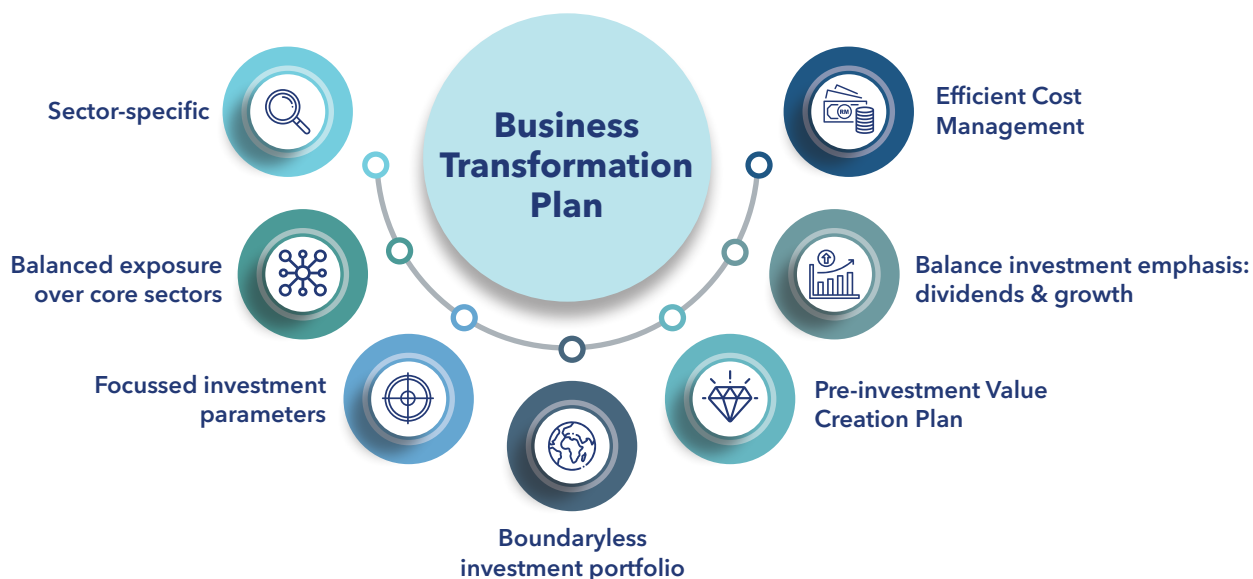 Business
Transformation
Plan
Sector-specific
Balanced exposure
over core sectors
Focussed investment
parameters
Boundaryless
investment portfolio
Pre-investment Value
Creation Plan
Balance investment emphasis:
dividends & growth
Efficient Cost
Management
RM